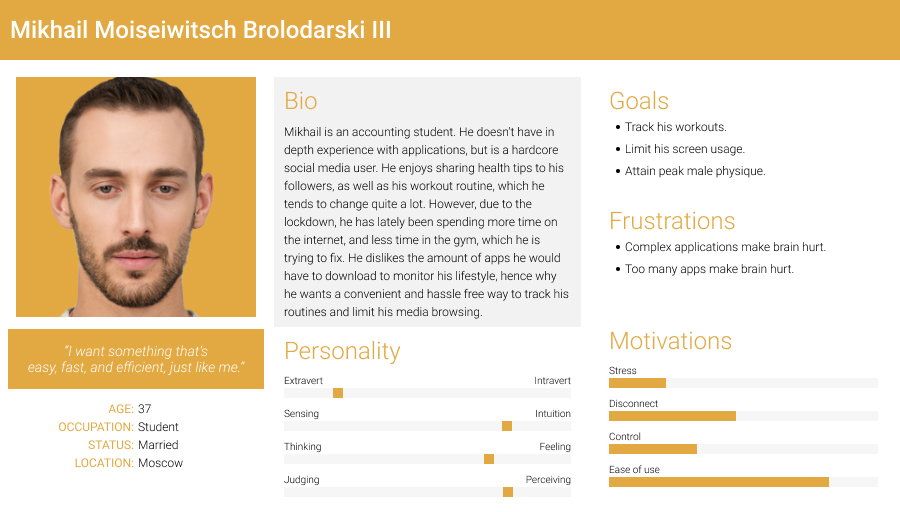 Mikhail Moiseiwitsch Brolodarski III
“I want something that’s
easy, fast, and efficient, just like me.”
AGE: 37
OCCUPATION: Student
STATUS: Married
LOCATION: Moscow
Bio
Mikhail is an accounting student. He doesn’t have in
depth experience with applications, but is a hardcore
social media user. He enjoys sharing health tips to his
followers, as well as his workout routine, which he
tends to change quite a lot. However, due to the
lockdown, he has lately been spending more time on
the internet, and less time in the gym, which he is
trying to fix. He dislikes the amount of apps he would
have to download to monitor his lifestyle, hence why
he wants a convenient and hassle free way to track his
routines and limit his media browsing.
Personality
Extravert Intravert
Sensing Intuition
Thinking Feeling
Judging Perceiving
Goals
• Track his workouts.
• Limit his screen usage.
• Attain peak male physique.
Frustrations
• Complex applications make brain hurt.
• Too many apps make brain hurt.
Motivations
Stress
Disconnect
Control
Ease of use